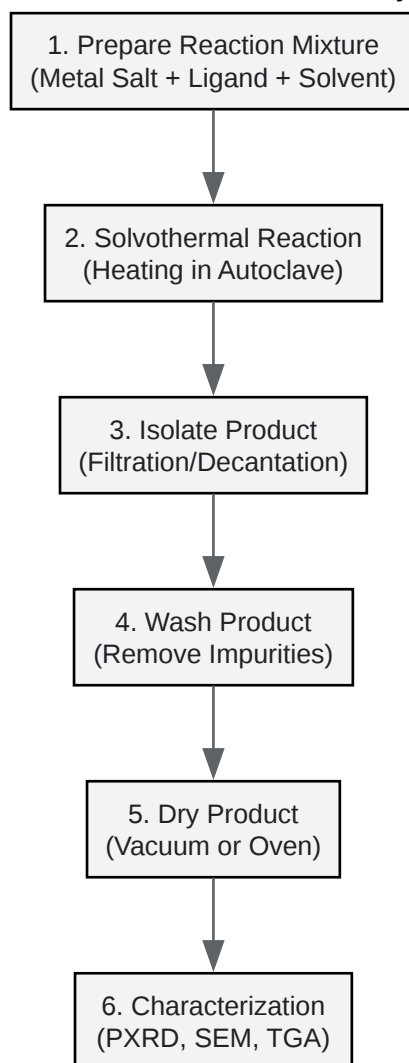 1. Prepare Reaction Mixture
(Metal Salt + Ligand + Solvent)
2. Solvothermal Reaction
(Heating in Autoclave)
3. Isolate Product
(Filtration/Decantation)
4. Wash Product
(Remove Impurities)
5. Dry Product
(Vacuum or Oven)
6. Characterization
(PXRD, SEM, TGA)